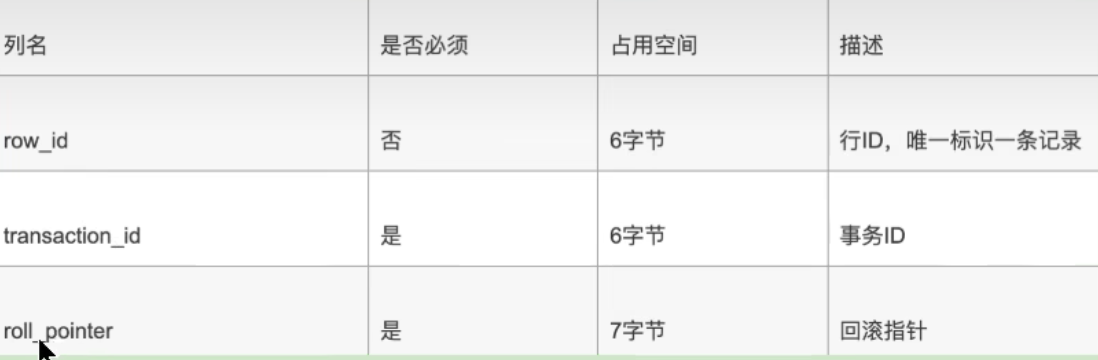 列名 是否必须 占用空间 描述
row_id 否 6字节 行ID，唯一标识一条记录
transaction_id 是 6字节 事务ID
roll_pointer 是 7字节 回滚指针